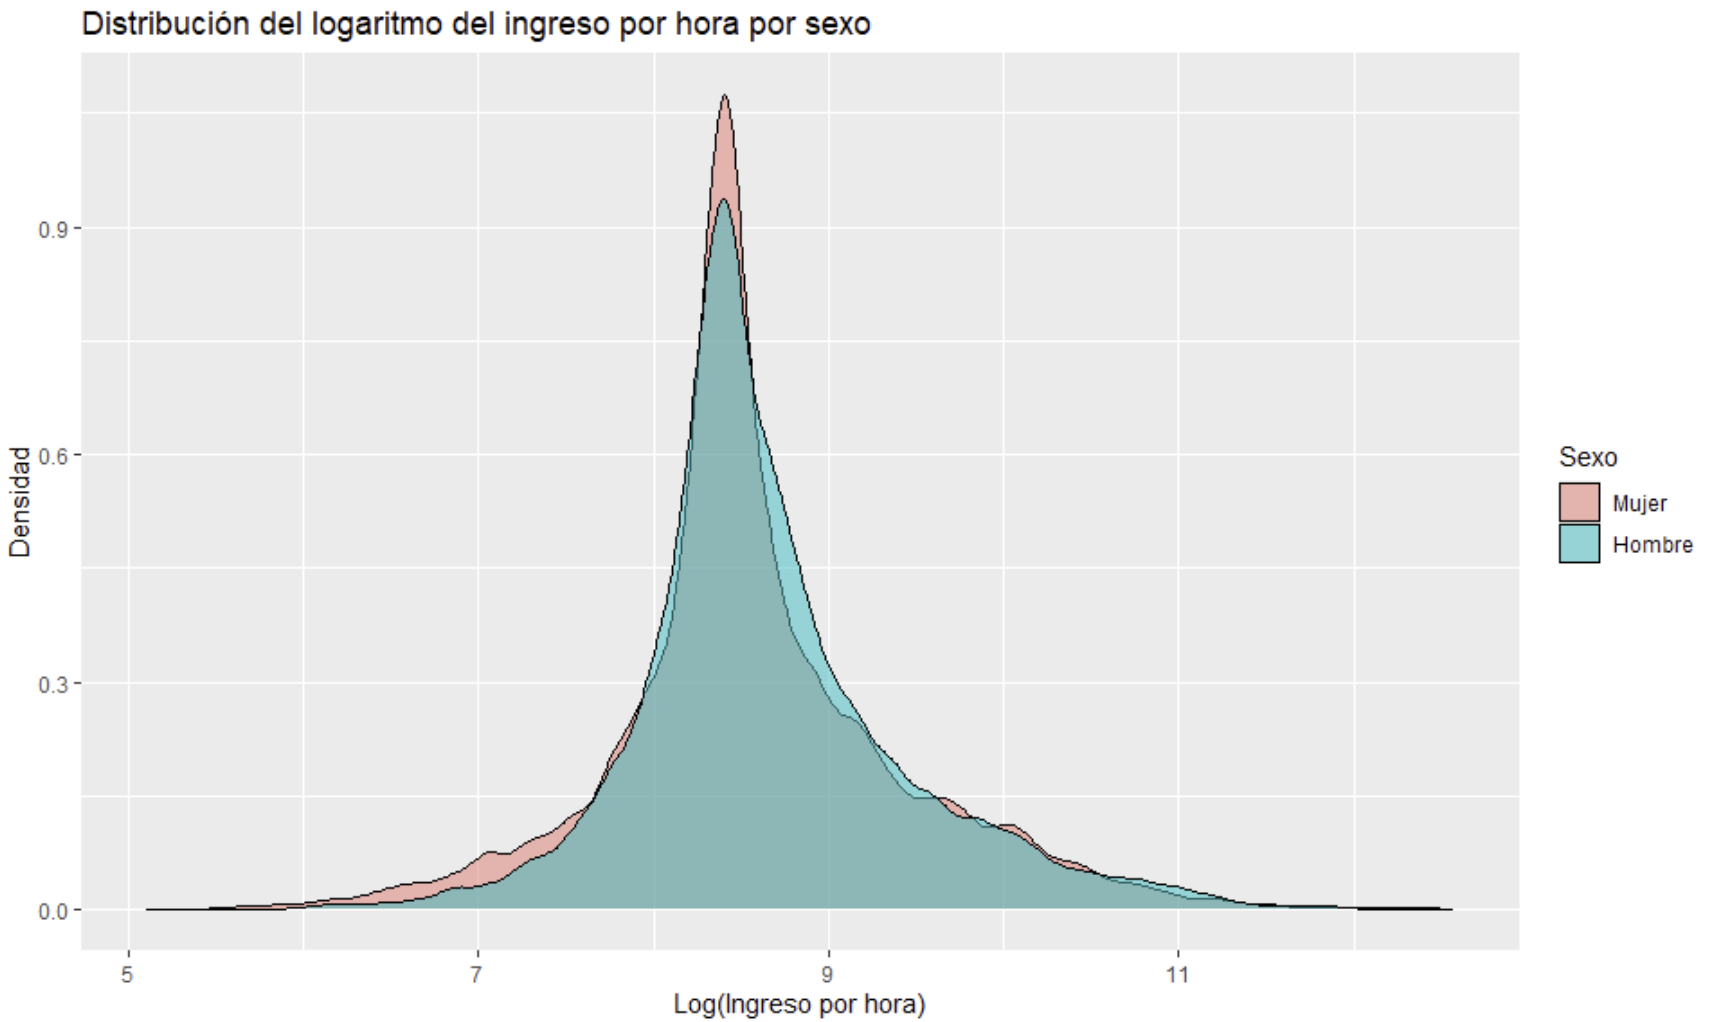 Distribución del logaritmo del ingreso por hora por sexo
0.9
0.6
0.3
0.0
Densidad
5 7 9 11
Log(Ingreso por hora)
Sexo
Mujer
Hombre